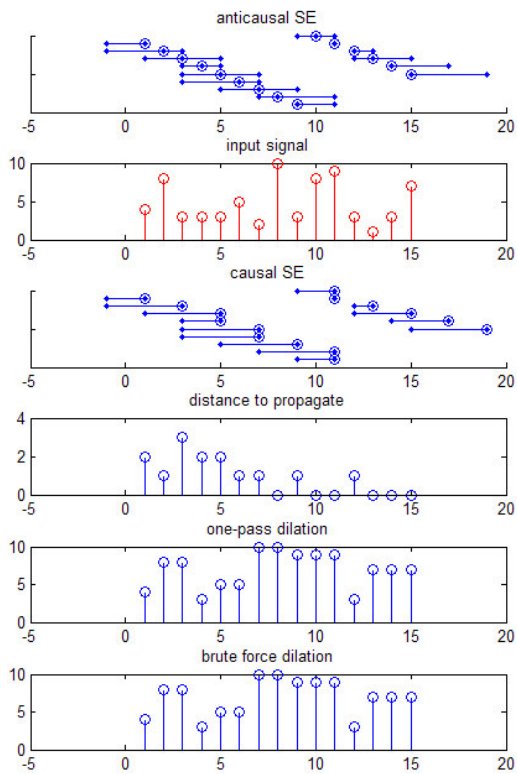 anticausal SE
-5 0 5 10 15 20
input signal
10
5
0
-5 0 5 10 15 20
causal SE
-5 0 5 10 15 20
distance to propagate
4
2
0
-5 0 5 10 15 20
one-pass dilation
10
5
0
-5 0 5 10 15 20
brute force dilation
10
5
0
-5 0 5 10 15 20